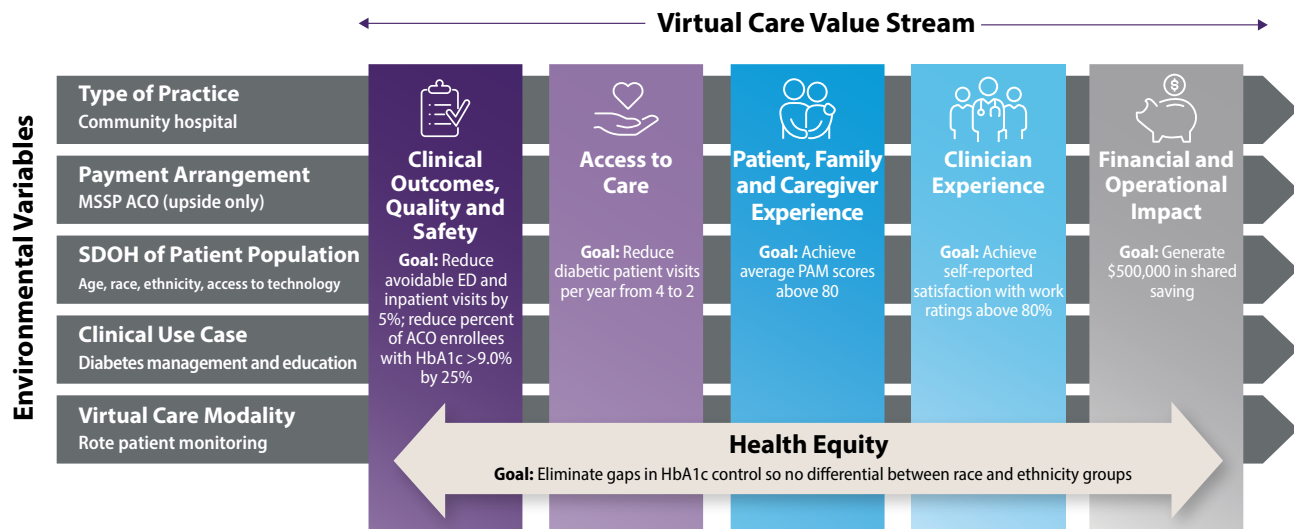 Virtual Care Value Stream
Environmental Variables
Type of Practice
Community hospital
Payment Arrangement
MSSP ACO (upside only)
SDOH of Patient Population
Age, race, ethnicity, access to technology
Clinical Use Case
Diabetes management and education
Virtual Care Modality
Rote patient monitoring
Clinical
Outcomes,
Quality and
Safety
Goal: Reduce
avoidable ED and
inpatient visits by
5%; reduce percent
of ACO enrollees
with HbA1c >9.0%
by 25%
Access to
Care
Goal: Reduce
diabetic patient visits
per year from 4 to 2
Patient, Family
and Caregiver
Experience
Goal: Achieve
average PAM scores
above 80
Clinician
Experience
Goal: Achieve
self-reported
satisfaction with work
ratings above 80%
$
Financial and
Operational
Impact
Goal: Generate
$500,000 in shared
saving
Health Equity
Goal: Eliminate gaps in HbA1c control so no differential between race and ethnicity groups